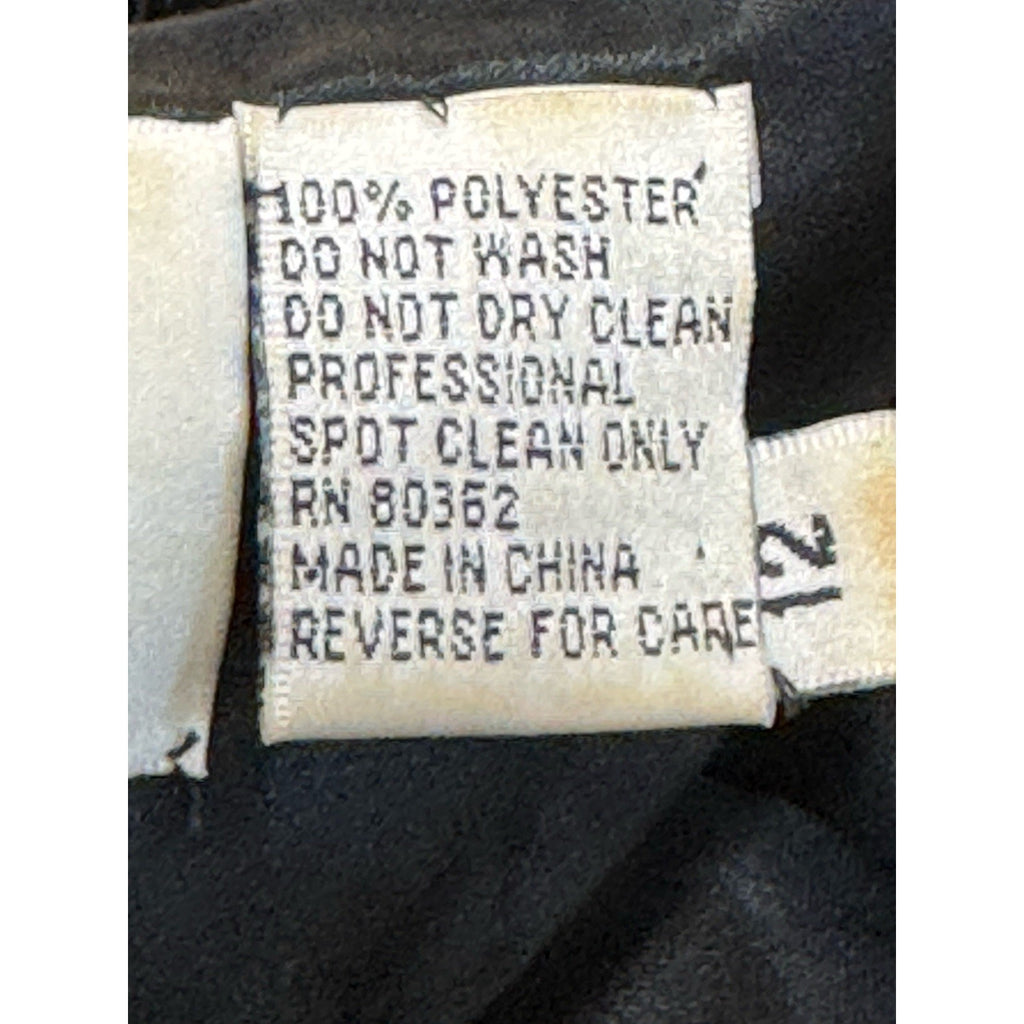 100% POLYESTER
DO NOT WASH
DO NOT DRY CLEAN
PROFESSIONAL
SPOT CLEAN ONLY
RN 80362
MADE IN CHINA
REVERSE FOR CARE
12